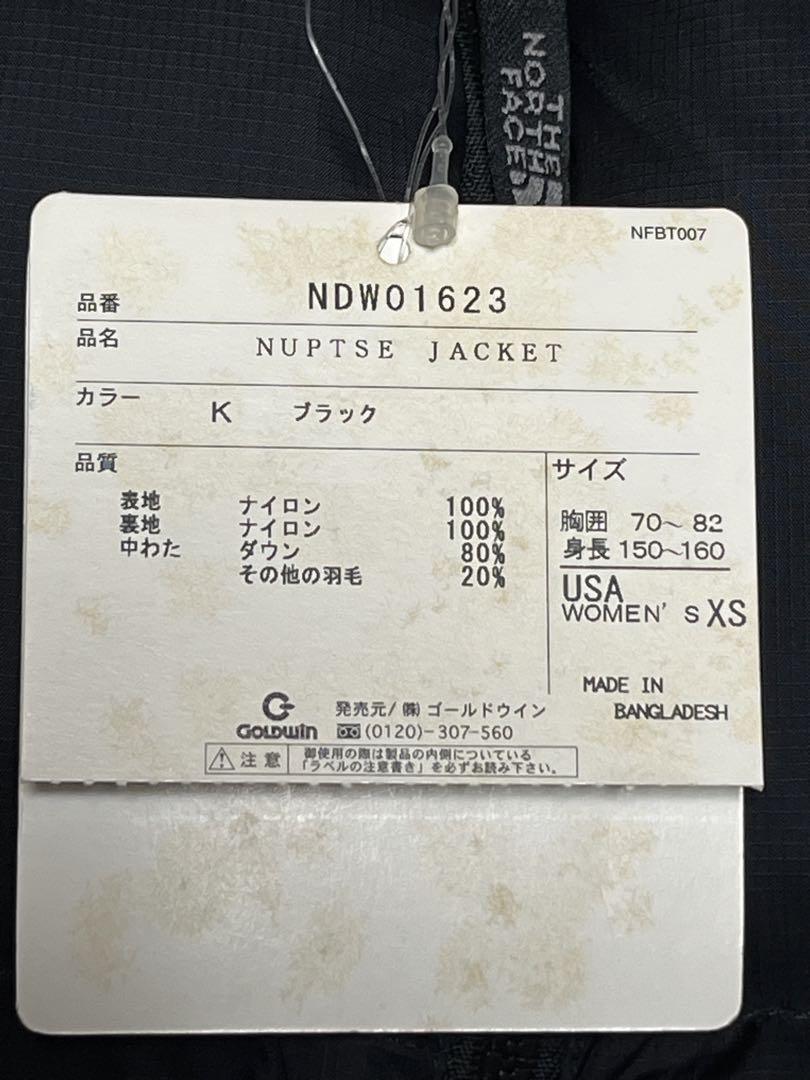 THE
NORTH
FACE
NFBT007
品番 NDW01623
品名 NUPTSE JACKET
カラー K ブラック
品質
表地 ナイロン 100%
裏地 ナイロン 100%
中わた ダウン 80%
その他の羽毛 20%
サイズ
胸囲 70~82
身長 150~160
USA
WOMEN'S XS
MADE IN
BANGLADESH
GOLDWIN
発売元/㈱ゴールドウイン
(0120)-307-560
注意
御使用の際は製品の内側についている
「ラベルの注意書き」を必ずお読み下さい。